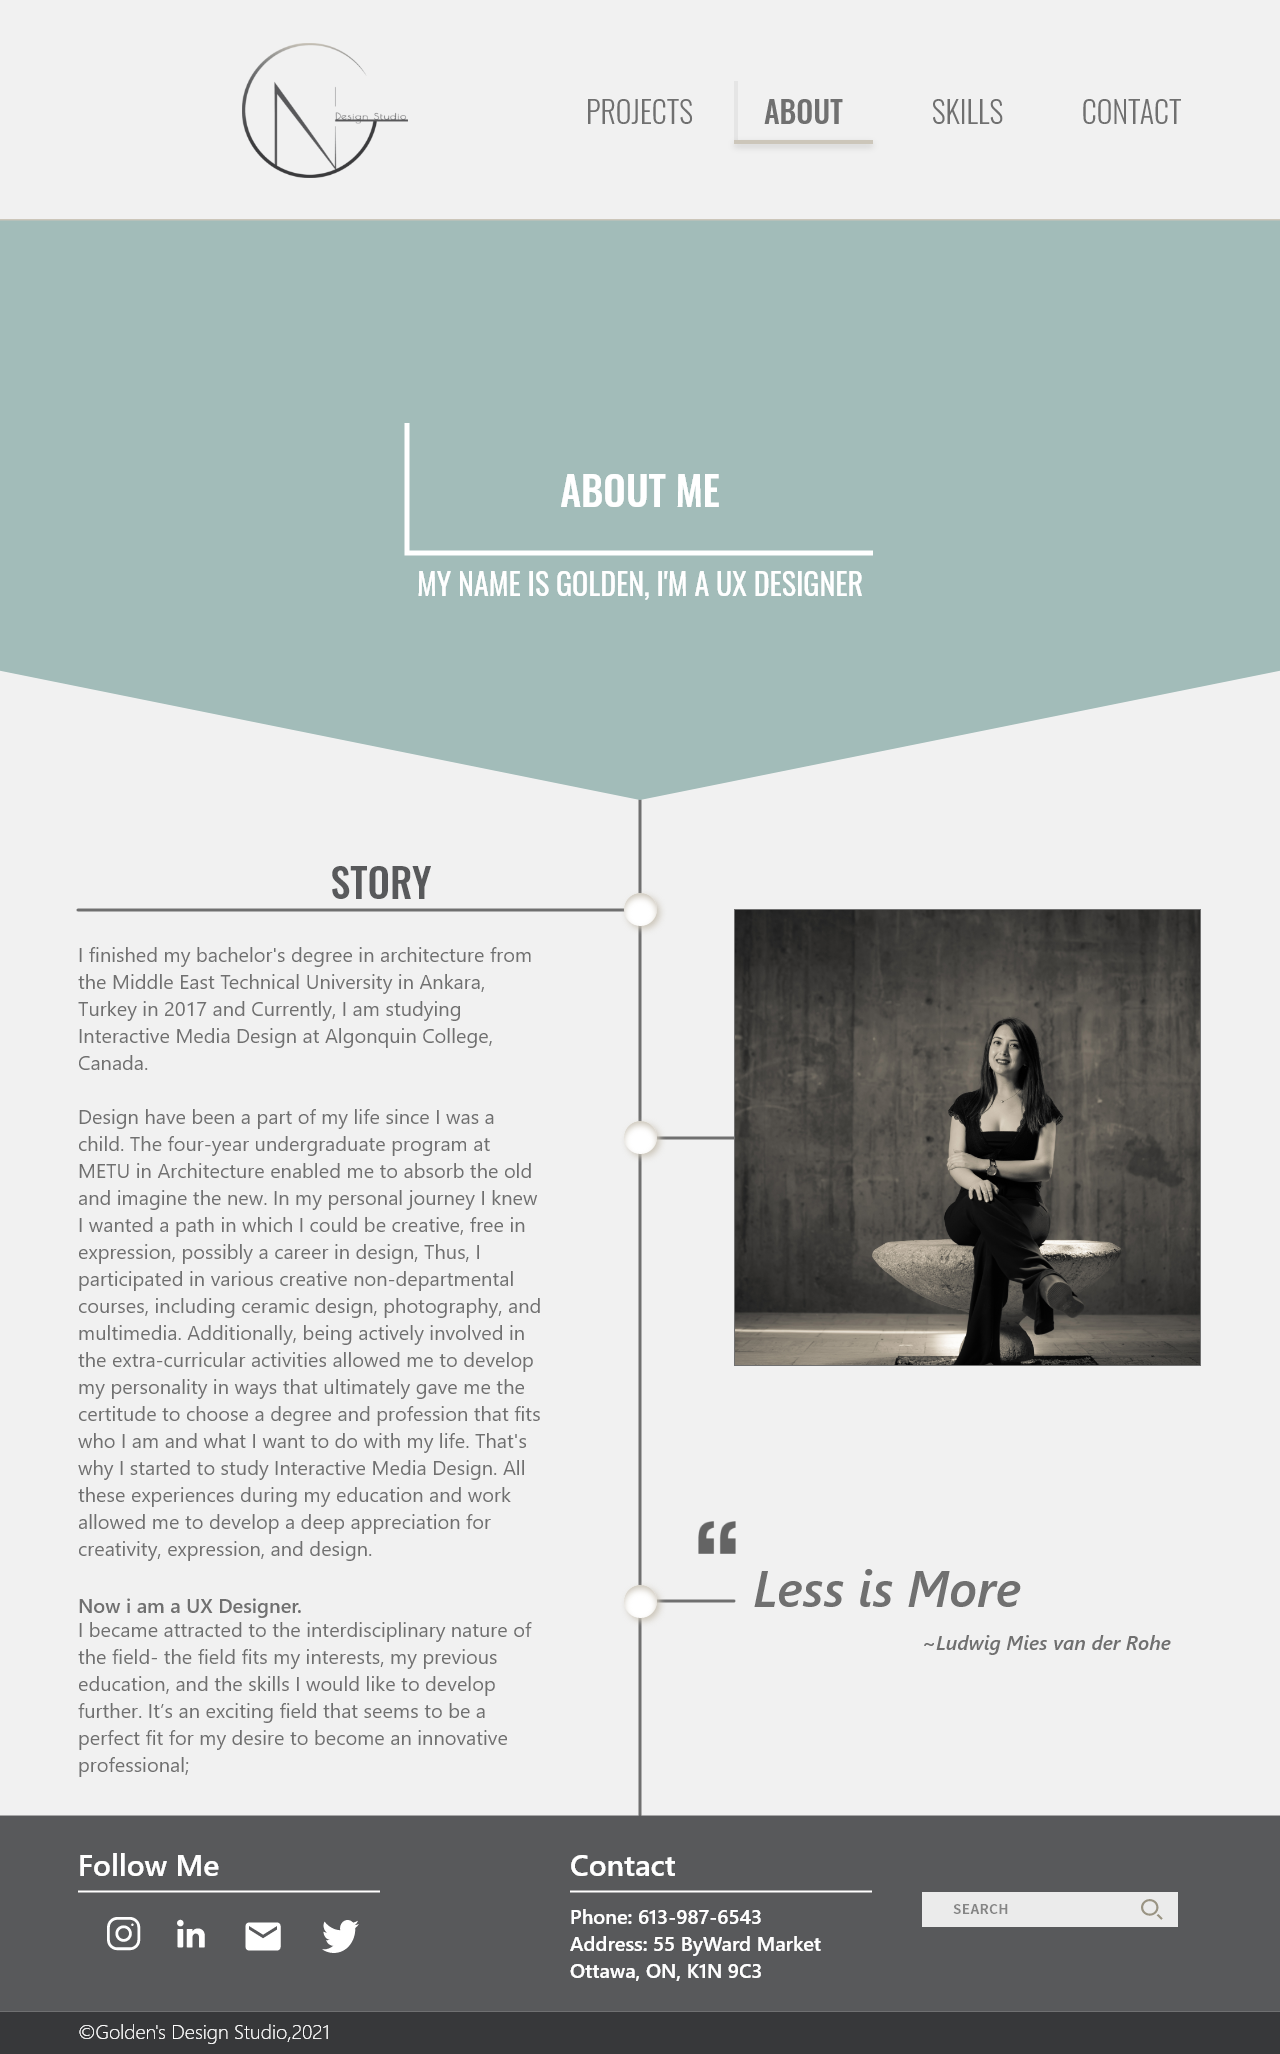 Design Studio
PROJECTS
ABOUT
SKILLS
CONTACT
ABOUT ME
MY NAME IS GOLDEN, I'M A UX DESIGNER
STORY
I finished my bachelor's degree in architecture from
the Middle East Technical University in Ankara,
Turkey in 2017 and Currently, I am studying
Interactive Media Design at Algonquin College,
Canada.
Design have been a part of my life since I was a
child. The four-year undergraduate program at
METU in Architecture enabled me to absorb the old
and imagine the new. In my personal journey I knew
I wanted a path in which I could be creative, free in
expression, possibly a career in design, Thus, I
participated in various creative non-departmental
courses, including ceramic design, photography, and
multimedia. Additionally, being actively involved in
the extra-curricular activities allowed me to develop
my personality in ways that ultimately gave me the
certitude to choose a degree and profession that fits
who I am and what I want to do with my life. That's
why I started to study Interactive Media Design. All
these experiences during my education and work
allowed me to develop a deep appreciation for
creativity, expression, and design.
Now i am a UX Designer.
I became attracted to the interdisciplinary nature of
the field- the field fits my interests, my previous
education, and the skills I would like to develop
further. It’s an exciting field that seems to be a
perfect fit for my desire to become an innovative
professional;
“
Less is More
~Ludwig Mies van der Rohe
Follow Me
Contact
Phone: 613-987-6543
Address: 55 ByWard Market
Ottawa, ON, K1N 9C3
SEARCH
©Golden's Design Studio,2021